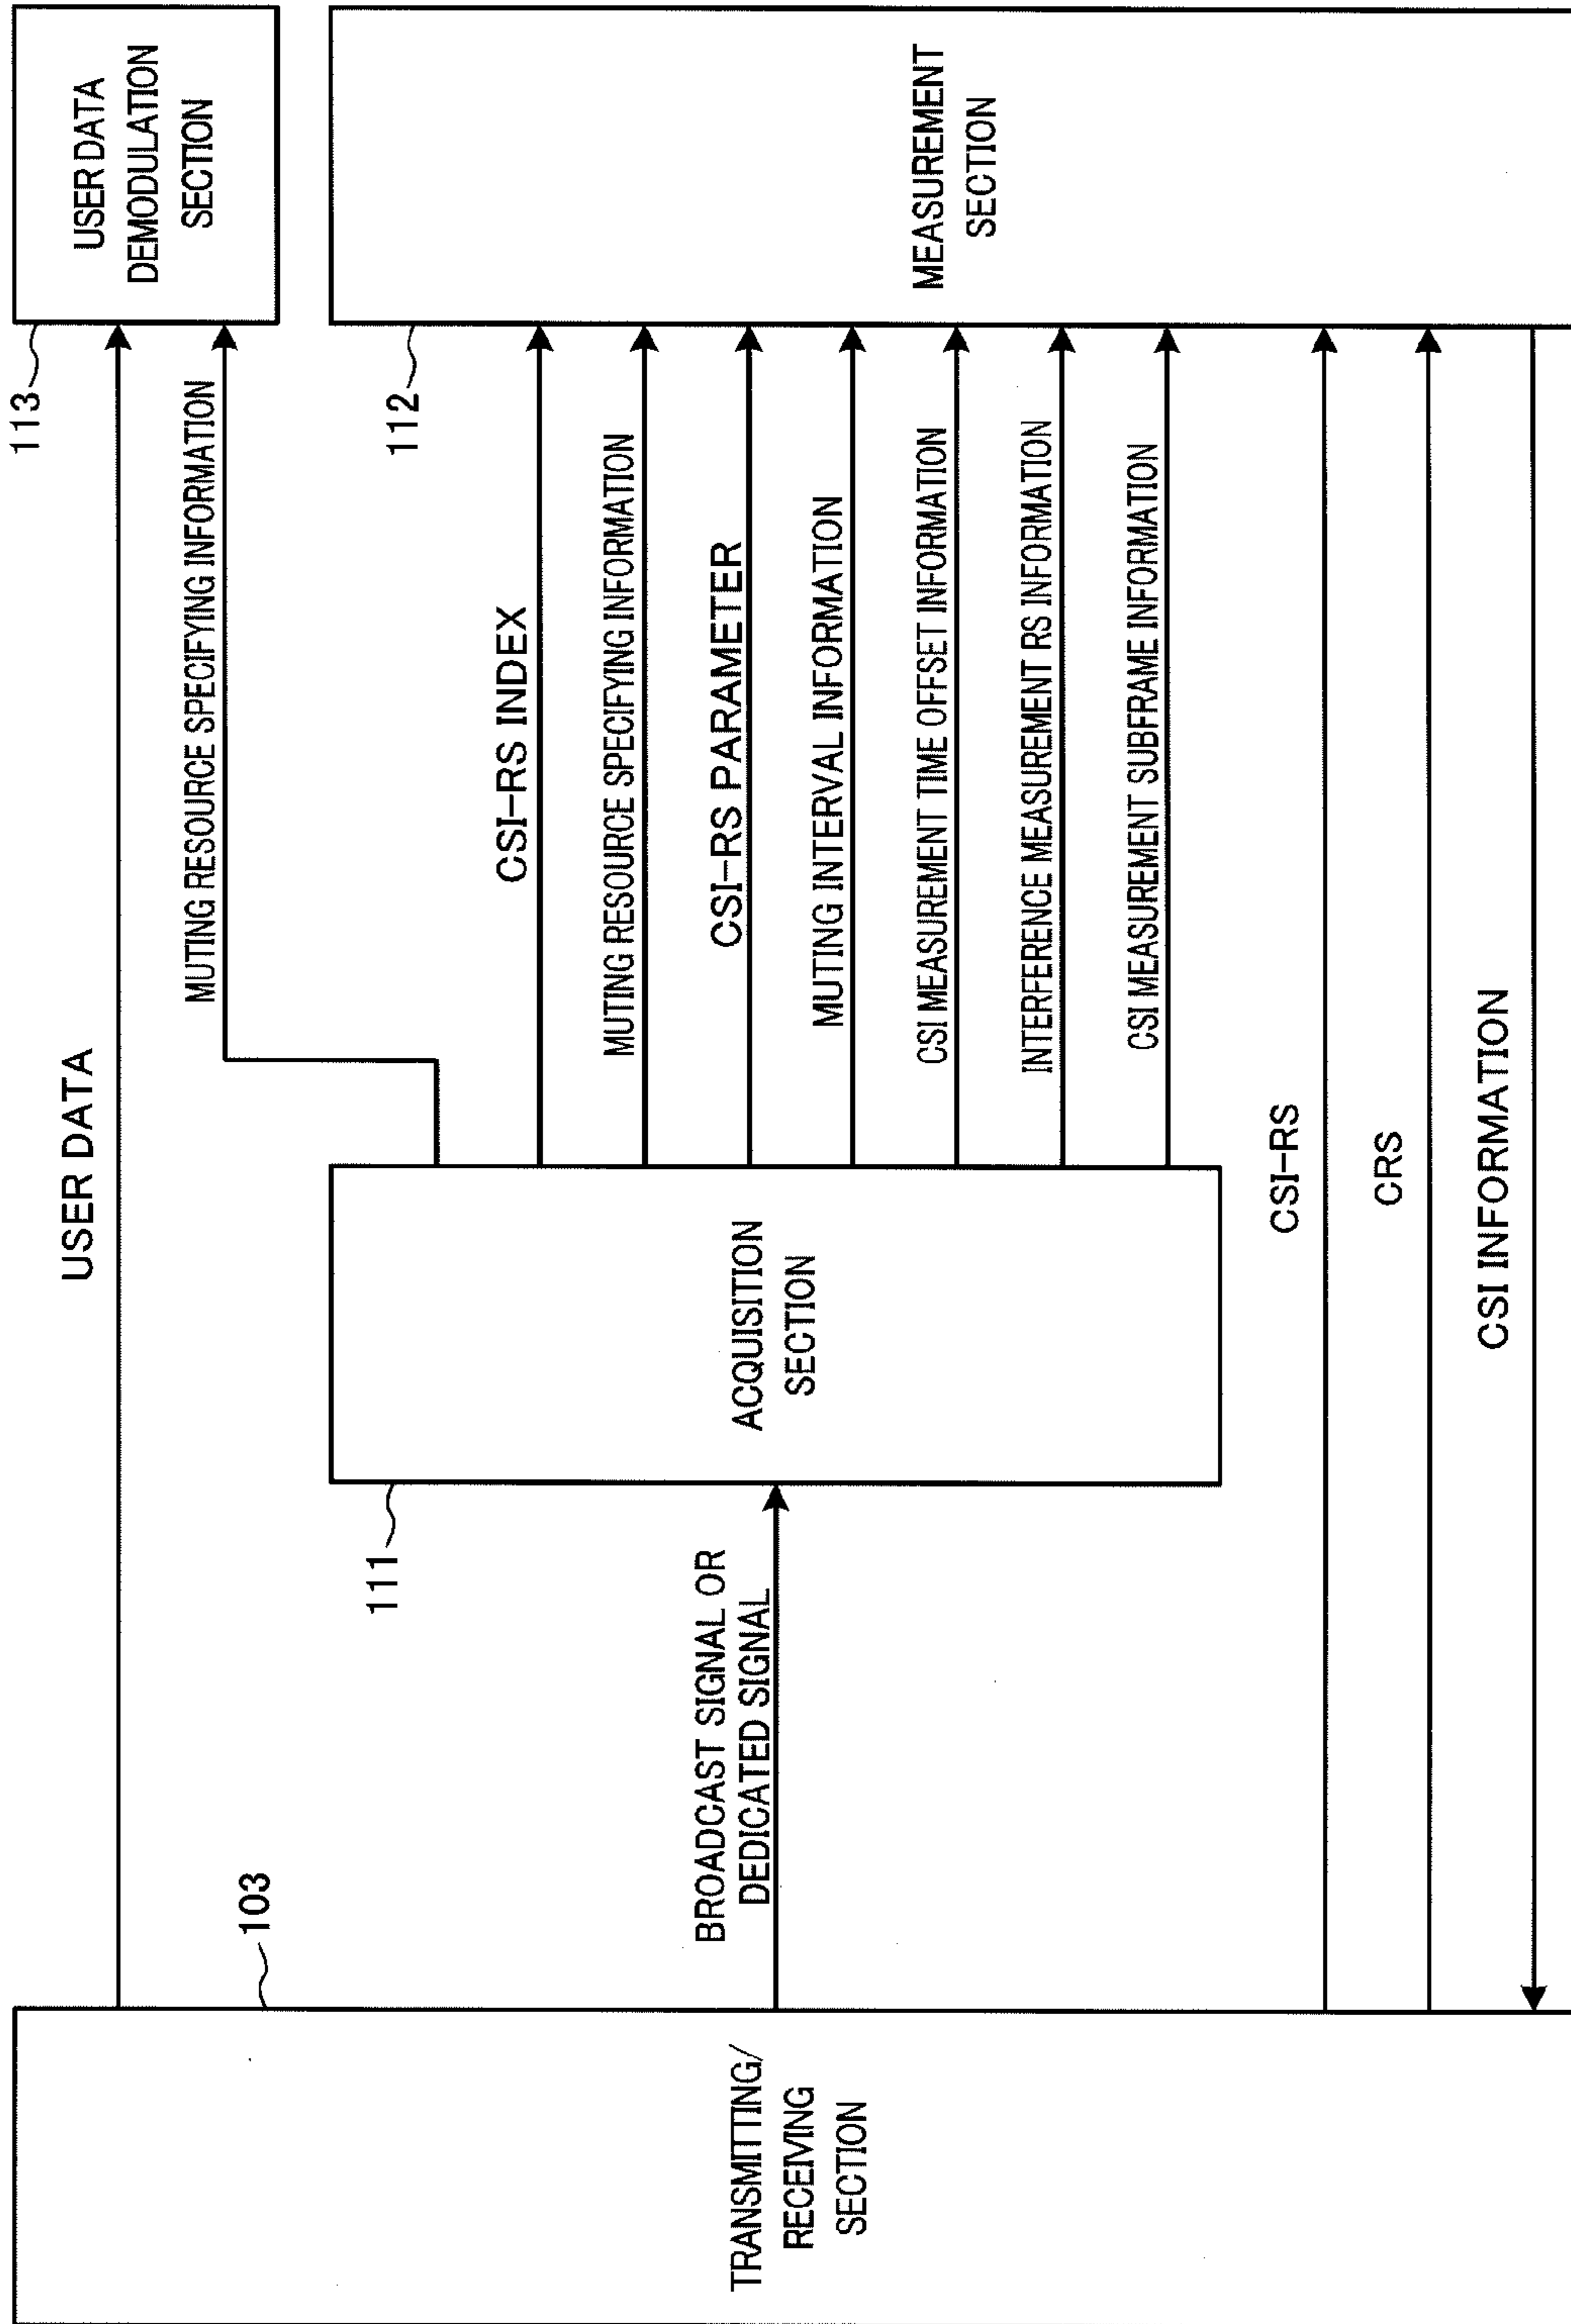 TRANSMITTING/
RECEIVING
SECTION
103
USER DATA
BROADCAST SIGNAL OR
DEDICATED SIGNAL
111
ACQUISITION
SECTION
MUTING RESOURCE SPECIFYING INFORMATION
CSI-RS INDEX
MUTING RESOURCE SPECIFYING INFORMATION
CSI-RS PARAMETER
MUTING INTERVAL INFORMATION
CSI MEASUREMENT TIME OFFSET INFORMATION
INTERFERENCE MEASUREMENT RS INFORMATION
CSI MEASUREMENT SUBFRAME INFORMATION
CSI-RS
CRS
CSI INFORMATION
113
USER DATA
DEMODULATION
SECTION
112
MEASUREMENT
SECTION